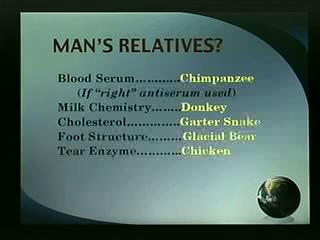 MAN'S RELATIVES?
Blood Serum............Chimpanzee
(If "right" antiserum used)
Milk Chemistry........Donkey
Cholesterol..............Garter Snake
Foot Structure.........Glacial Bear
Tear Enzyme............Chicken